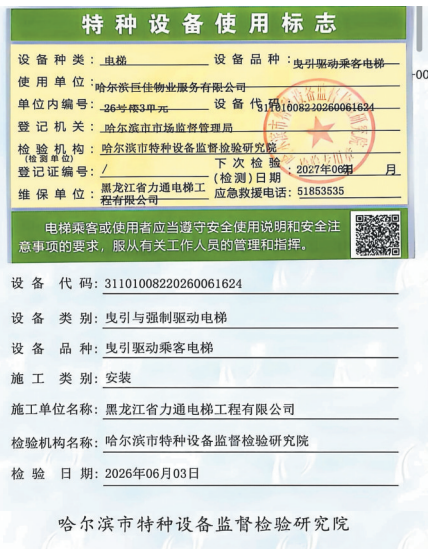 特种设备使用标志
设备种类：电梯 设备品种：曳引驱动乘客电梯
使用单位：哈尔滨巨佳物业服务有限公司
-00
单位内编号：26号楼3单元 设备代码：31101008220260061624
登记机关：哈尔滨市市场监督管理局
检验机构：哈尔滨市特种设备监督检验研究院
(检测单位)
登记证编号：/ 下次检验(检测)日期：2027年06月 月
维保单位：黑龙江省力通电梯工程有限公司 应急救援电话：51853535
电梯乘客或使用者应当遵守安全使用说明和安全注
意事项的要求，服从有关工作人员的管理和指挥。
设备代码：31101008220260061624
设备类别：曳引与强制驱动电梯
设备品种：曳引驱动乘客电梯
施工类别：安装
施工单位名称：黑龙江省力通电梯工程有限公司
检验机构名称：哈尔滨市特种设备监督检验研究院
检验日期：2026年06月03日
哈尔滨市特种设备监督检验研究院